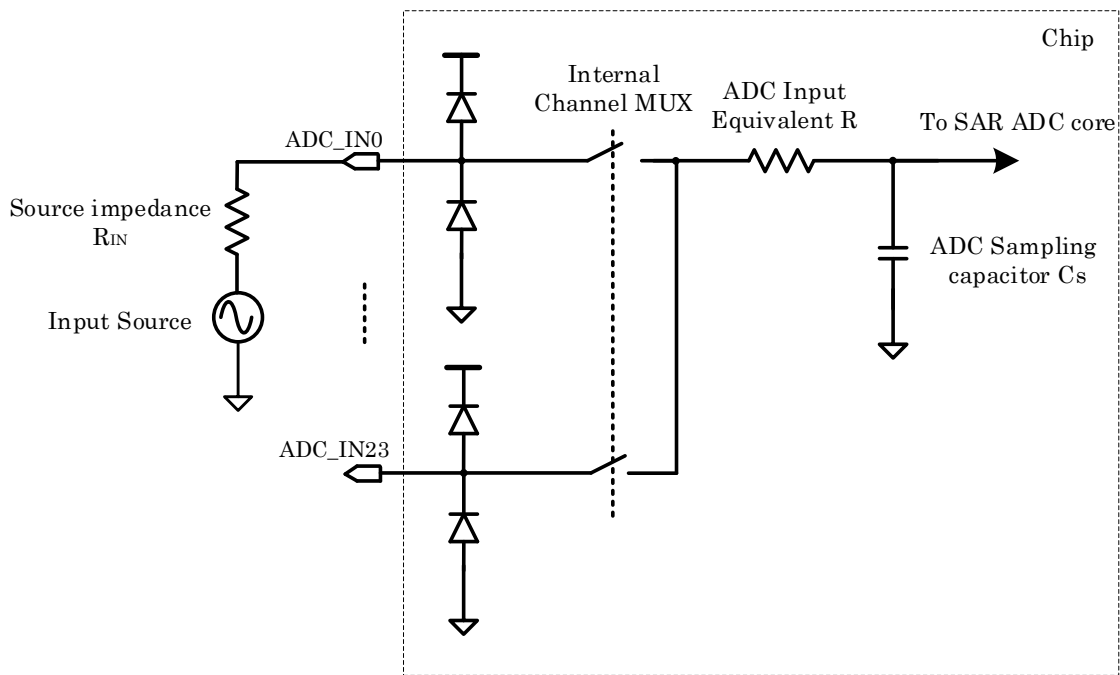 Chip
Internal
Channel MUX
ADC Input
Equivalent R
To SAR ADC core
ADC_IN0
Source impedance
RIN
ADC Sampling
capacitor Cs
Input Source
ADC_IN23